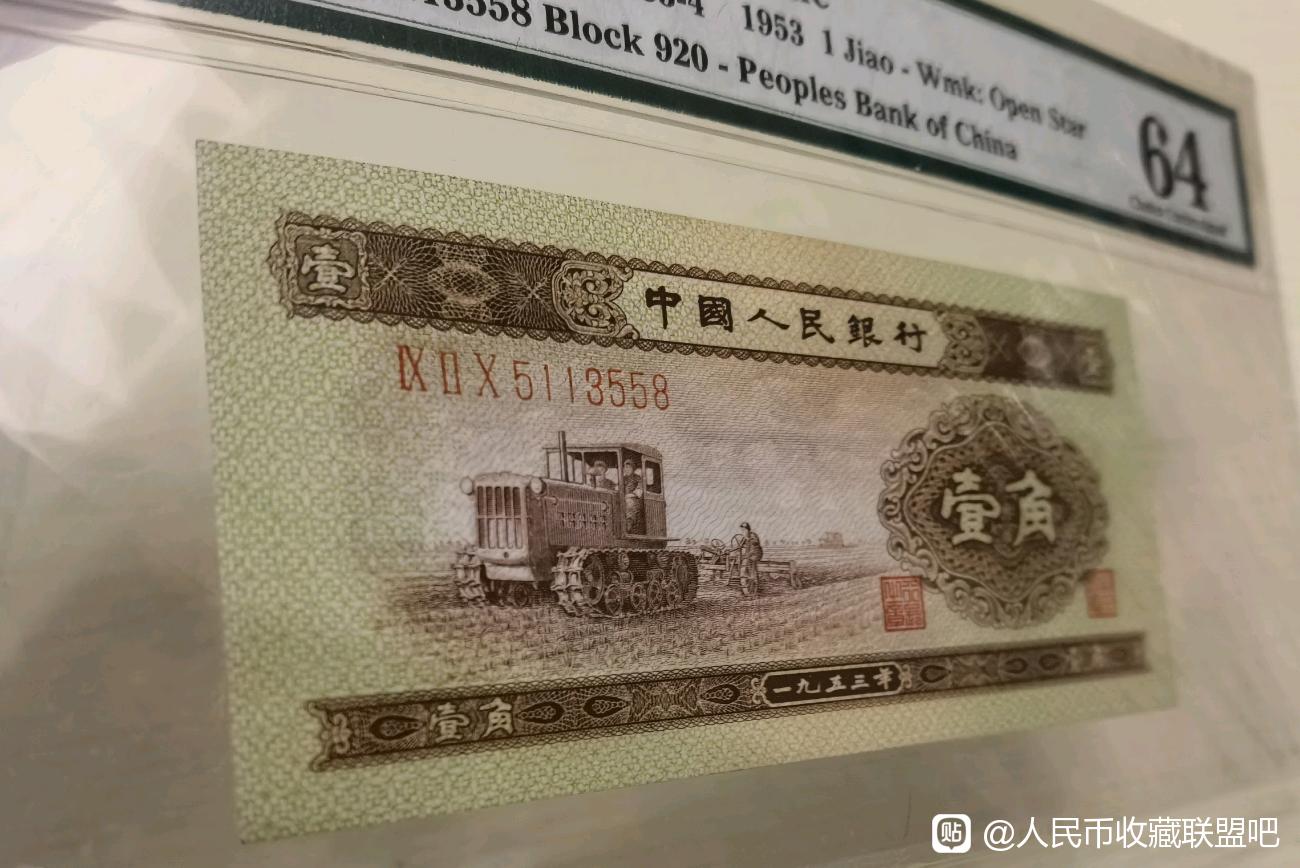 1953 1 Jiao - Wmk: Open Star
Block 920 - Peoples Bank of China
64
壹
中國人民銀行
IX II X 5113558
壹角
壹角
一九五三年
貼 @人民币收藏联盟吧